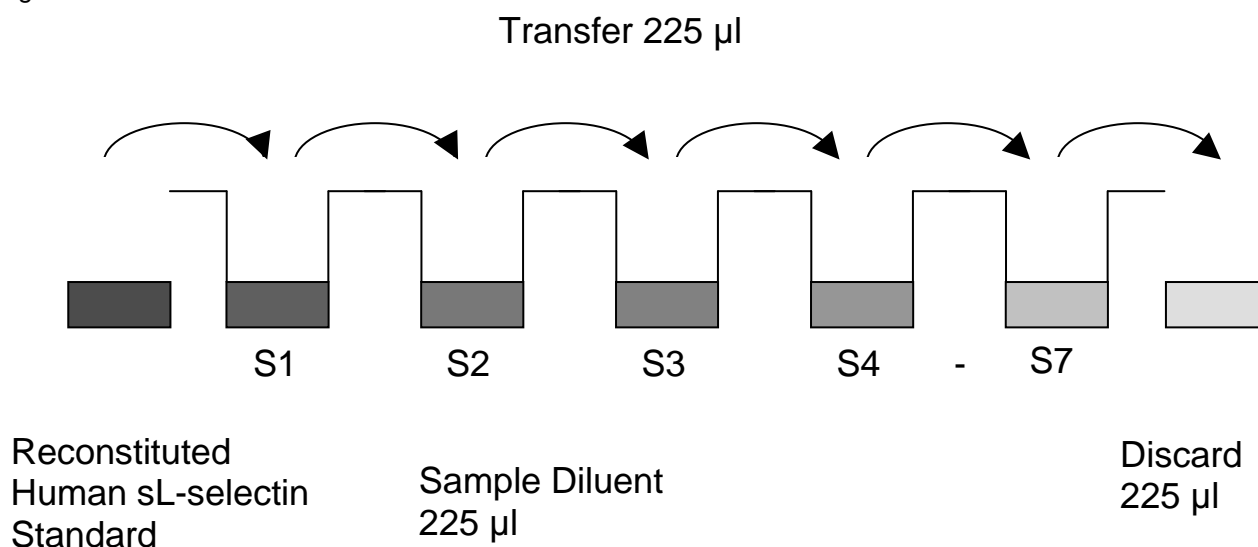 Transfer 225 µl
S1 S2 S3 S4 - S7
Reconstituted
Human sL-selectin
Standard
Sample Diluent
225 µl
Discard
225 µl